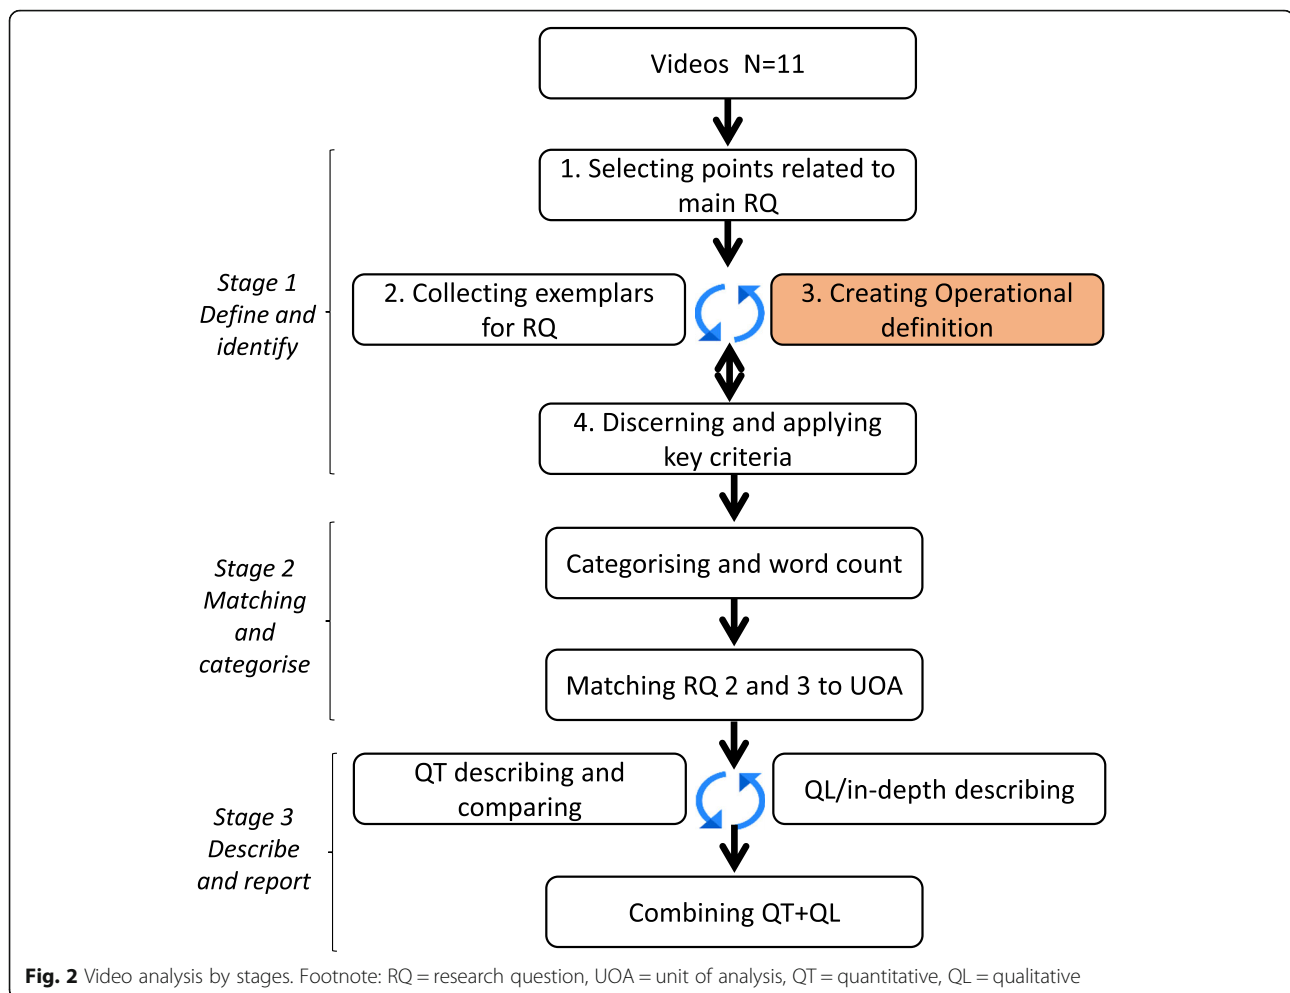 Videos  N=11
1. Selecting points related to
main RQ
Stage 1
Define and
identify
2. Collecting exemplars
for RQ
3. Creating Operational
definition
4. Discerning and applying
key criteria
Stage 2
Matching
and
categorise
Categorising and word count
Matching RQ 2 and 3 to UOA
Stage 3
Describe
and report
QT describing and
comparing
QL/in-depth describing
Combining QT+QL
Fig. 2 Video analysis by stages. Footnote: RQ = research question, UOA = unit of analysis, QT = quantitative, QL = qualitative